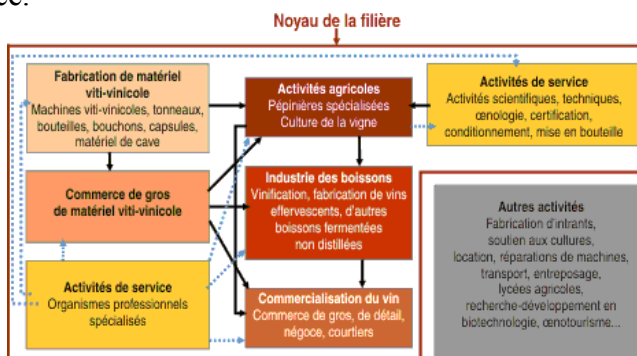 cc.
Noyau de la filière
Fabrication de matériel
viti-vinicole
Machines viti-vinicoles, tonneaux,
bouteilles, bouchons, capsules,
matériel de cave
Activités agricoles
Pépinières spécialisées
Culture de la vigne
Activités de service
Activités scientifiques, techniques,
œnologie, certification,
conditionnement, mise en bouteille
Commerce de gros
de matériel viti-vinicole
Industrie des boissons
Vinification, fabrication de vins
effervescents, d'autres
boissons fermentées
non distillées
Autres activités
Fabrication d'intrants,
soutien aux cultures,
location, réparations de machines,
transport, entreposage,
lycées agricoles,
recherche-développement en
biotechnologie, œnotourisme...
Activités de service
Organismes professionnels
spécialisés
Commercialisation du vin
Commerce de gros, de détail,
négoce, courtiers